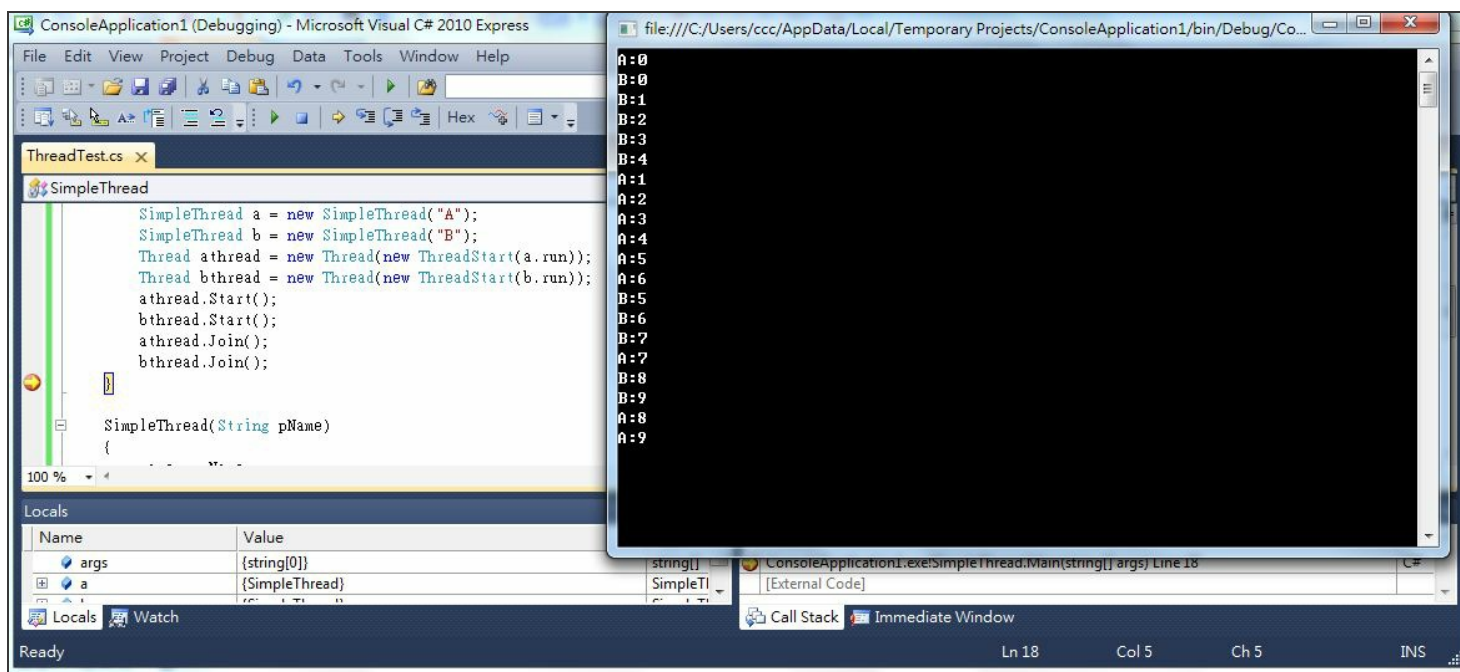 ConsoleApplication1 (Debugging) - Microsoft Visual C# 2010 Express
File Edit View Project Debug Data Tools Window Help
Hex
ThreadTest.cs
SimpleThread
SimpleThread a = new SimpleThread("A");
SimpleThread b = new SimpleThread("B");
Thread athread = new Thread(new ThreadStart(a.run));
Thread bthread = new Thread(new ThreadStart(b.run));
athread.Start();
bthread.Start();
athread.Join();
bthread.Join();
}
SimpleThread(String pName)
{
100 %
file:///C:/Users/ccc/AppData/Local/Temporary Projects/ConsoleApplication1/bin/Debug/Co...
A:0
B:0
B:1
B:2
B:3
B:4
A:1
A:2
A:3
A:4
A:5
A:6
B:5
B:6
B:7
A:7
B:8
B:9
A:8
A:9
Locals
Name Value
args {string[0]} string[]
a {SimpleThread} SimpleTl
ConsoleApplication1.exe!SimpleThread.Main(string[] args) Line 18 C#
[External Code]
Locals Watch
Call Stack Immediate Window
Ready Ln 18 Col 5 Ch 5 INS